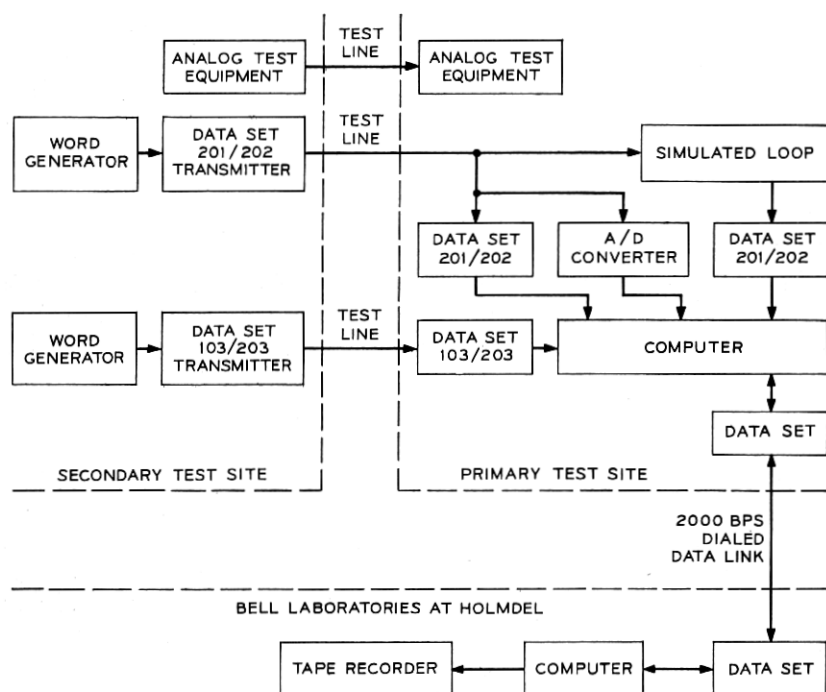 TEST
LINE
ANALOG TEST
EQUIPMENT
ANALOG TEST
EQUIPMENT
WORD
GENERATOR
DATA SET
201/202
TRANSMITTER
TEST
LINE
SIMULATED LOOP
DATA SET
201/202
A/D
CONVERTER
DATA SET
201/202
WORD
GENERATOR
DATA SET
103/203
TRANSMITTER
TEST
LINE
DATA SET
103/203
COMPUTER
DATA SET
SECONDARY TEST SITE
PRIMARY TEST SITE
2000 BPS
DIALED
DATA LINK
BELL LABORATORIES AT HOLMDEL
TAPE RECORDER
COMPUTER
DATA SET